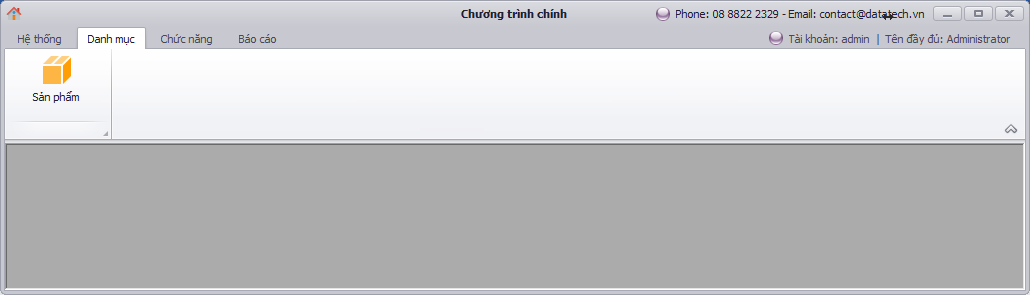 Chương trình chính
Phone: 08 8822 2329 - Email: contact@datatech.vn
Hệ thống Danh mục Chức năng Báo cáo
Tài khoản: admin | Tên đầy đủ: Administrator
Sản phẩm